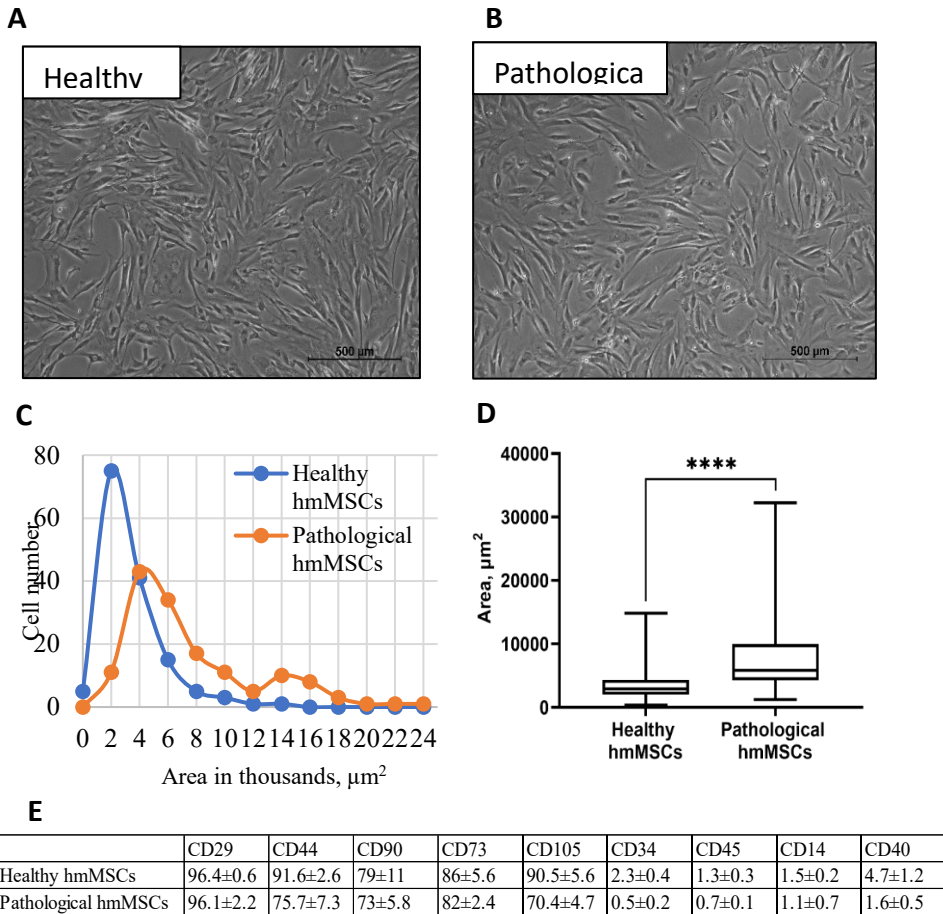 A
B
Healthy
Pathologica
500 µm
500 µm
C
D
80
60
40
20
0
Cell number
Healthy
hmMSCs
Pathological
hmMSCs
0 2 4 6 8 10 12 14 16 18 20 22 24
Area in thousands, µm²
40000
30000
20000
10000
0
Area, µm²
****
Healthy
hmMSCs
Pathological
hmMSCs
E
CD29 CD44 CD90 CD73 CD105 CD34 CD45 CD14 CD40
Healthy hmMSCs 96.4±0.6 91.6±2.6 79±11 86±5.6 90.5±5.6 2.3±0.4 1.3±0.3 1.5±0.2 4.7±1.2
Pathological hmMSCs 96.1±2.2 75.7±7.3 73±5.8 82±2.4 70.4±4.7 0.5±0.2 0.7±0.1 1.1±0.7 1.6±0.5